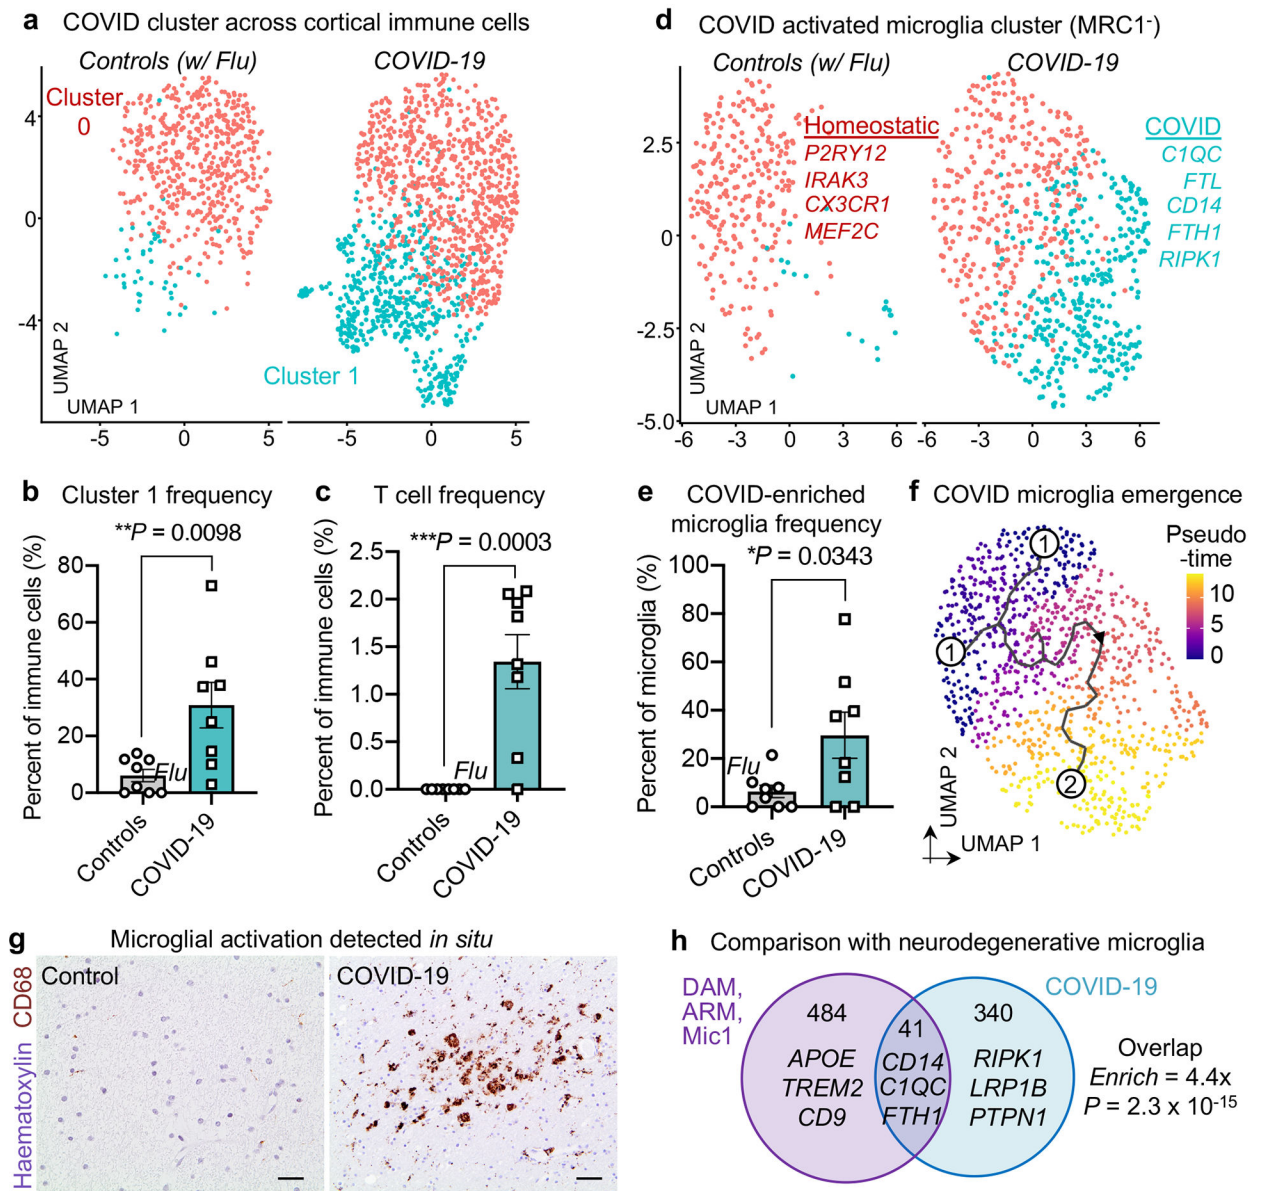 a COVID cluster across cortical immune cells
Controls (w/ Flu) COVID-19
Cluster
0
Cluster 1
4
0
-4
UMAP 2
UMAP 1
-5 0 5 -5 0 5
d COVID activated microglia cluster (MRC1-)
Controls (w/ Flu) COVID-19
Homeostatic
P2RY12
IRAK3
CX3CR1
MEF2C
COVID
C1QC
FTL
CD14
FTH1
RIPK1
2.5
0
-2.5
-5.0
UMAP 2
UMAP 1
-6 -3 0 3 6 -6 -3 0 3 6
b Cluster 1 frequency
**P = 0.0098
Percent of immune cells (%)
80
60
40
20
0
Flu
Controls
COVID-19
c T cell frequency
***P = 0.0003
Percent of immune cells (%)
2.5
2.0
1.5
1.0
0.5
0.0
Flu
Controls
COVID-19
e COVID-enriched
microglia frequency
*P = 0.0343
Percent of microglia (%)
100
80
60
40
20
0
Flu
Controls
COVID-19
f COVID microglia emergence
Pseudo
-time
10
5
0
1
1
2
UMAP 2
UMAP 1
g Microglial activation detected in situ
Haematoxylin CD68
Control
COVID-19
h Comparison with neurodegenerative microglia
DAM,
ARM,
Mic1
COVID-19
484
41
340
APOE
TREM2
CD9
CD14
C1QC
FTH1
RIPK1
LRP1B
PTPN1
Overlap
Enrich = 4.4x
P = 2.3 x 10-15